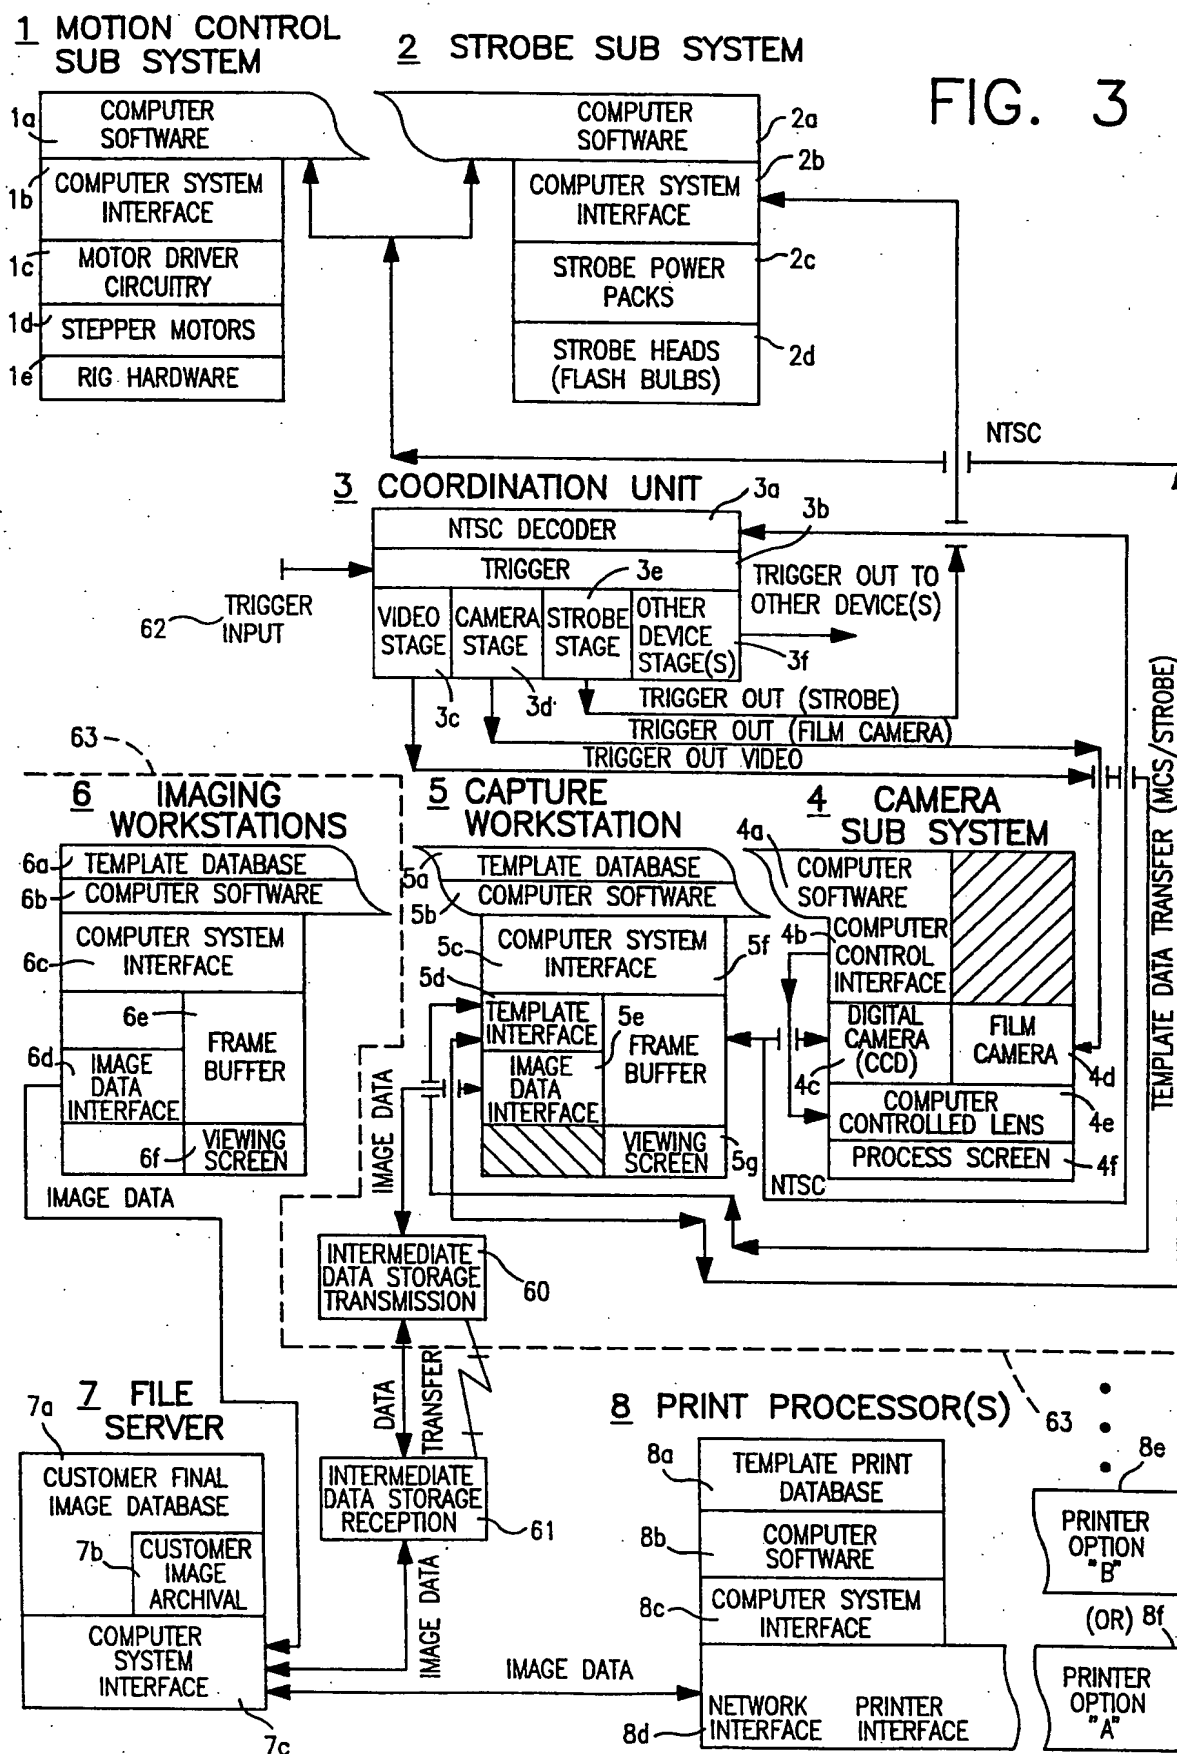 1 MOTION CONTROL
SUB SYSTEM
2 STROBE SUB SYSTEM
FIG. 3
1a
COMPUTER
SOFTWARE
1b
COMPUTER SYSTEM
INTERFACE
1c
MOTOR DRIVER
CIRCUITRY
1d
STEPPER MOTORS
1e
RIG HARDWARE
COMPUTER
SOFTWARE
2a
2b
COMPUTER SYSTEM
INTERFACE
STROBE POWER
PACKS
2c
STROBE HEADS
(FLASH BULBS)
2d
NTSC
3 COORDINATION UNIT
3a
NTSC DECODER
3b
TRIGGER
3e
62
TRIGGER
INPUT
VIDEO
STAGE
3c
CAMERA
STAGE
3d
STROBE
STAGE
OTHER
DEVICE
STAGE(S)
3f
TRIGGER OUT TO
OTHER DEVICE(S)
TRIGGER OUT (STROBE)
TRIGGER OUT (FILM CAMERA)
TRIGGER OUT VIDEO
TEMPLATE DATA TRANSFER (MCS/STROBE)
63
6 IMAGING
WORKSTATIONS
6a
TEMPLATE DATABASE
6b
COMPUTER SOFTWARE
6c
COMPUTER SYSTEM
INTERFACE
6e
FRAME
BUFFER
6d
IMAGE
DATA
INTERFACE
6f
VIEWING
SCREEN
IMAGE DATA
5 CAPTURE
WORKSTATION
5a
TEMPLATE DATABASE
5b
COMPUTER SOFTWARE
5c
COMPUTER SYSTEM
INTERFACE
5f
5d
TEMPLATE
INTERFACE
5e
FRAME
BUFFER
IMAGE
DATA
INTERFACE
VIEWING
SCREEN
5g
IMAGE DATA
4 CAMERA
SUB SYSTEM
4a
COMPUTER
SOFTWARE
4b
COMPUTER
CONTROL
INTERFACE
DIGITAL
CAMERA
(CCD)
4c
FILM
CAMERA
4d
COMPUTER
CONTROLLED LENS
4e
PROCESS SCREEN
4f
NTSC
INTERMEDIATE
DATA STORAGE
TRANSMISSION
60
DATA
TRANSFER
63
INTERMEDIATE
DATA STORAGE
RECEPTION
61
IMAGE DATA
7 FILE
SERVER
7a
CUSTOMER FINAL
IMAGE DATABASE
7b
CUSTOMER
IMAGE
ARCHIVAL
COMPUTER
SYSTEM
INTERFACE
7c
IMAGE DATA
8 PRINT PROCESSOR(S)
8a
TEMPLATE PRINT
DATABASE
8b
COMPUTER
SOFTWARE
8c
COMPUTER SYSTEM
INTERFACE
8d
NETWORK
INTERFACE
PRINTER
INTERFACE
8e
PRINTER
OPTION
"B"
(OR)
8f
PRINTER
OPTION
"A"